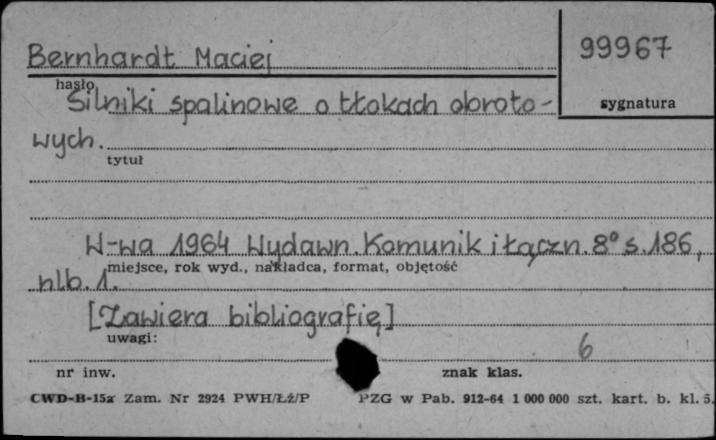 Bernhardt Maciej
99967
hasło
sygnatura
Silniki spalinowe o tłokach obroto-
wych.
tytuł
W-wa 1964 Wydawn. Komunik i Łączn. 8° s. 186,
miejsce, rok wyd., nakładca, format, objętość
nlb. 1.
[Zawiera bibliografię]
uwagi:
6
nr inw.
znak klas.
CWD-B-15a Zam. Nr 2924 PWH/Łź/P PZG w Pab. 912-64 1 000 000 szt. kart. b. kl. 5.